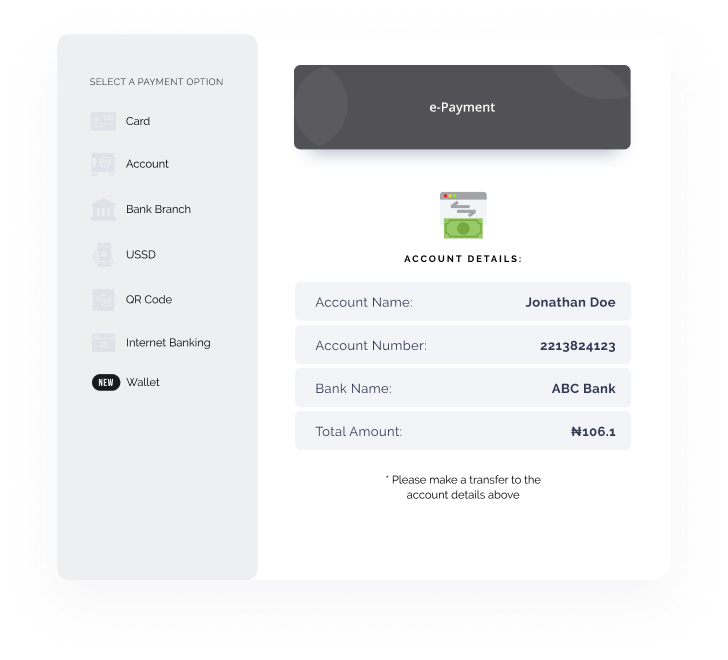 SELECT A PAYMENT OPTION
Card
Account
Bank Branch
USSD
QR Code
Internet Banking
NEW Wallet
e-Payment
ACCOUNT DETAILS:
Account Name: Jonathan Doe
Account Number: 2213824123
Bank Name: ABC Bank
Total Amount: ₦106.1
* Please make a transfer to the
account details above